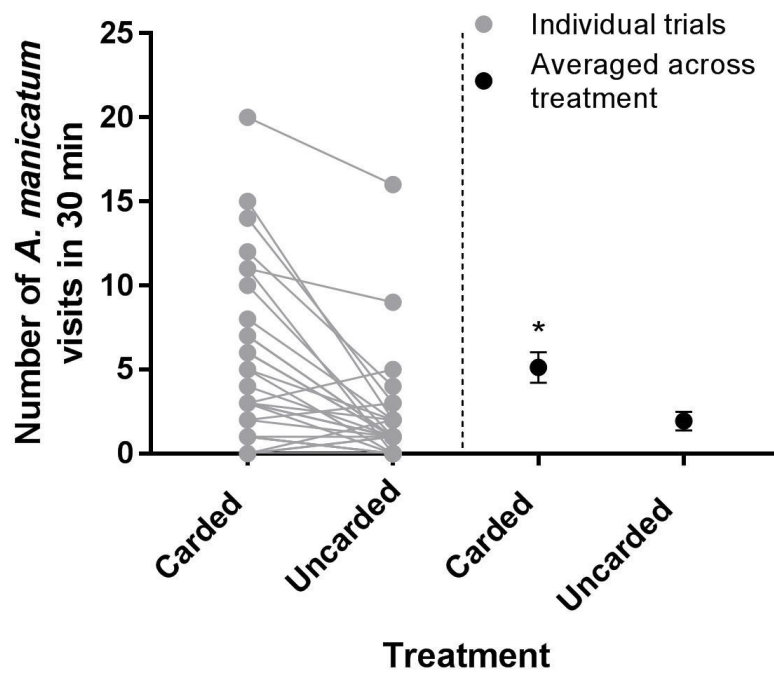 Number of A. manicatum
visits in 30 min
25
20
15
10
5
0
Individual trials
Averaged across
treatment
*
Carded
Uncarded
Carded
Uncarded
Treatment